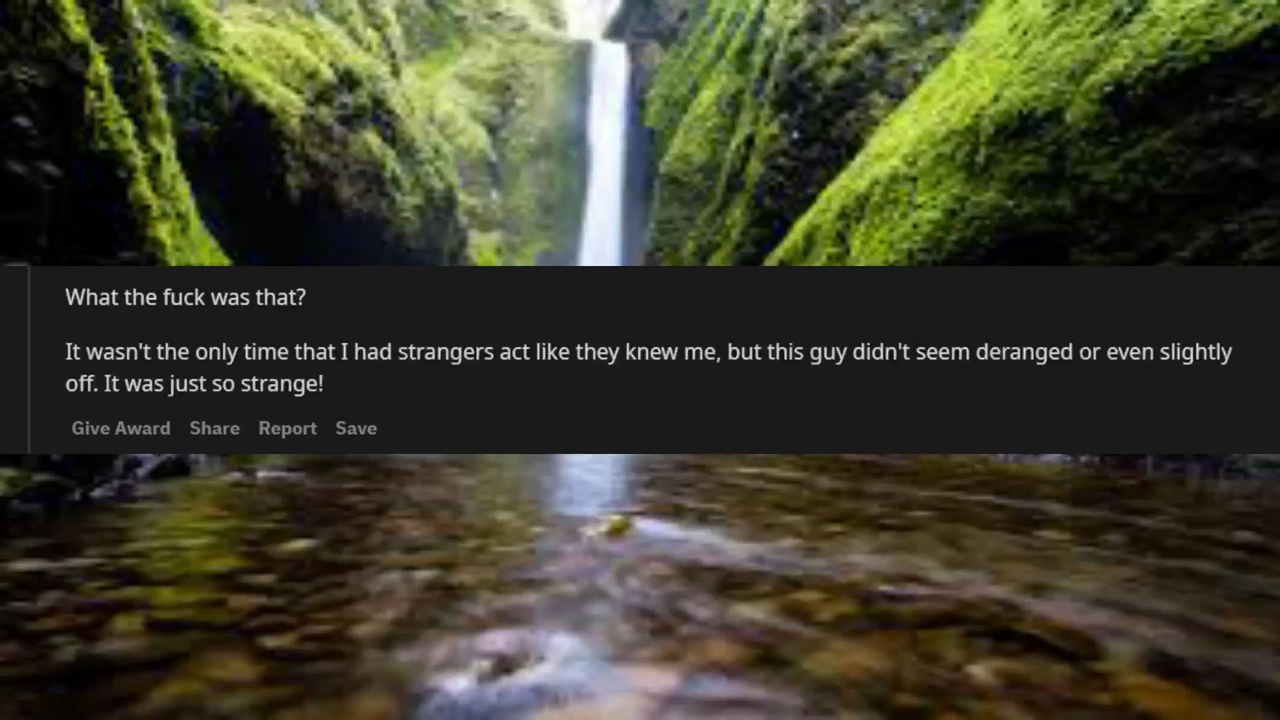 What the fuck was that?
It wasn't the only time that I had strangers act like they knew me, but this guy didn't seem deranged or even slightly
off. It was just so strange!
Give Award Share Report Save